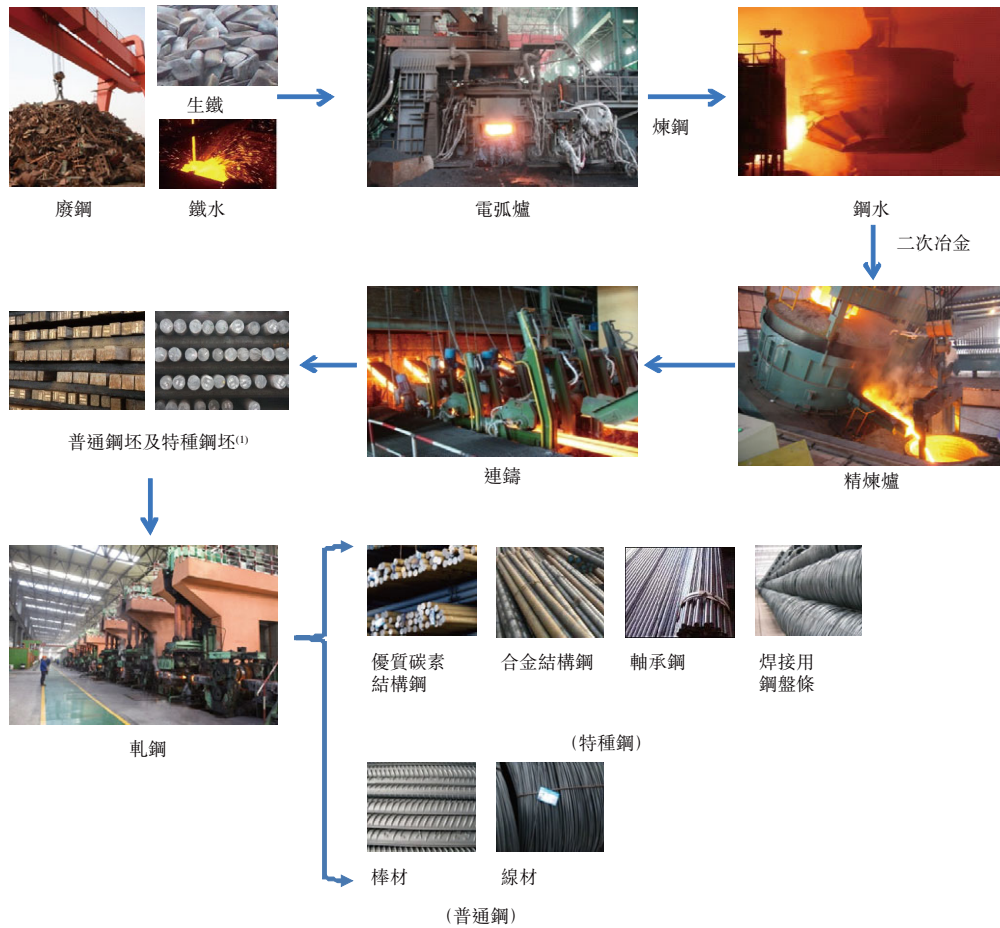 生鐵
煉鋼
廢鋼
鐵水
電弧爐
鋼水
二次冶金
普通鋼坯及特種鋼坯(1)
連鑄
精煉爐
優質碳素
結構鋼
合金結構鋼
軸承鋼
焊接用
鋼盤條
(特種鋼)
軋鋼
棒材
線材
(普通鋼)